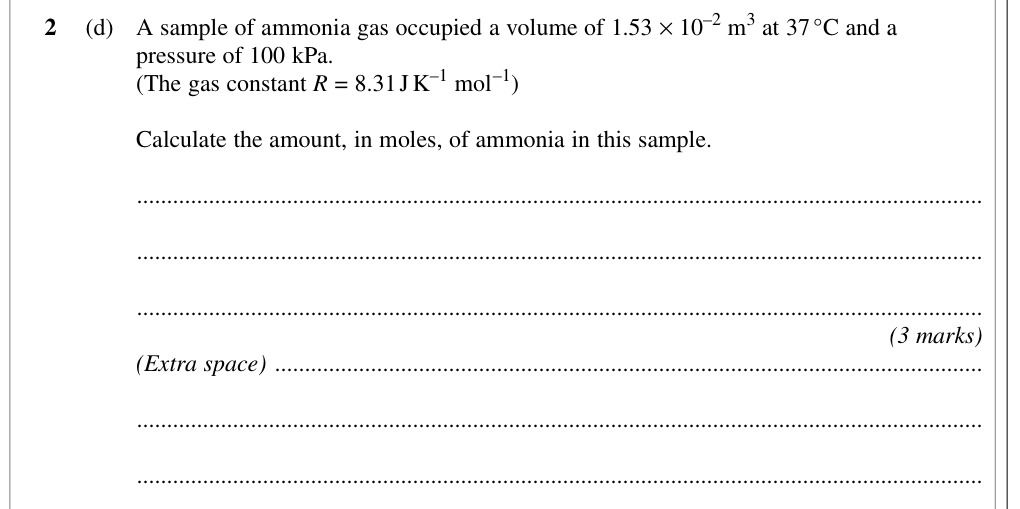 2 (d) A sample of ammonia gas occupied a volume of 1.53 × 10⁻² m³ at 37 °C and a
pressure of 100 kPa.
(The gas constant R = 8.31 J K⁻¹ mol⁻¹)
Calculate the amount, in moles, of ammonia in this sample.
..............................................................................................................................................
..............................................................................................................................................
..............................................................................................................................................
(3 marks)
(Extra space) ......................................................................................................................
..............................................................................................................................................
..............................................................................................................................................